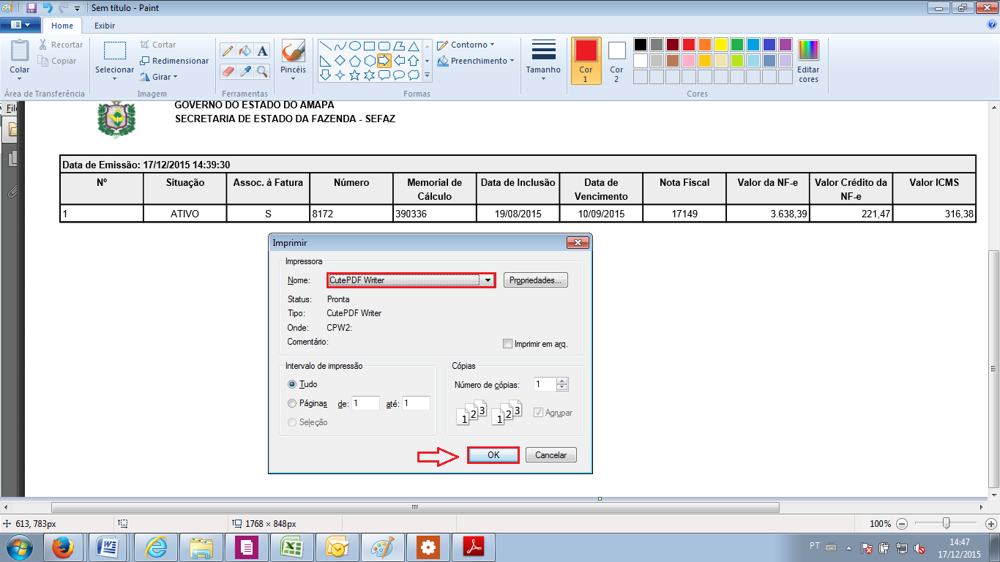 Sem título - Paint
Home Exibir
Colar
Recortar
Copiar
Área de Transferência
Selecionar
Cortar
Redimensionar
Girar
Imagem
A
Ferramentas
Pincéis
Contorno
Preenchimento
Formas
Tamanho
Cor 1
Cor 2
Editar cores
Cores
File
GOVERNO DO ESTADO DO AMAPA
SECRETARIA DE ESTADO DA FAZENDA - SEFAZ
Data de Emissão: 17/12/2015 14:39:30
Nº Situação Assoc. à Fatura Número Memorial de Cálculo Data de Inclusão Data de Vencimento Nota Fiscal Valor da NF-e Valor Crédito da NF-e Valor ICMS
1 ATIVO S 8172 390336 19/08/2015 10/09/2015 17149 3.638,39 221,47 316,38
Imprimir
Impressora
Nome: CutePDF Writer Propriedades...
Status: Pronta
Tipo: CutePDF Writer
Onde: CPW2:
Comentário: Imprimir em arq.
Intervalo de impressão
Tudo
Páginas de: 1 até: 1
Seleção
Cópias
Número de cópias: 1
1 2 3 1 2 3 Agrupar
OK Cancelar
613, 783px 1768 × 848px 100%
PT 14:47
17/12/2015